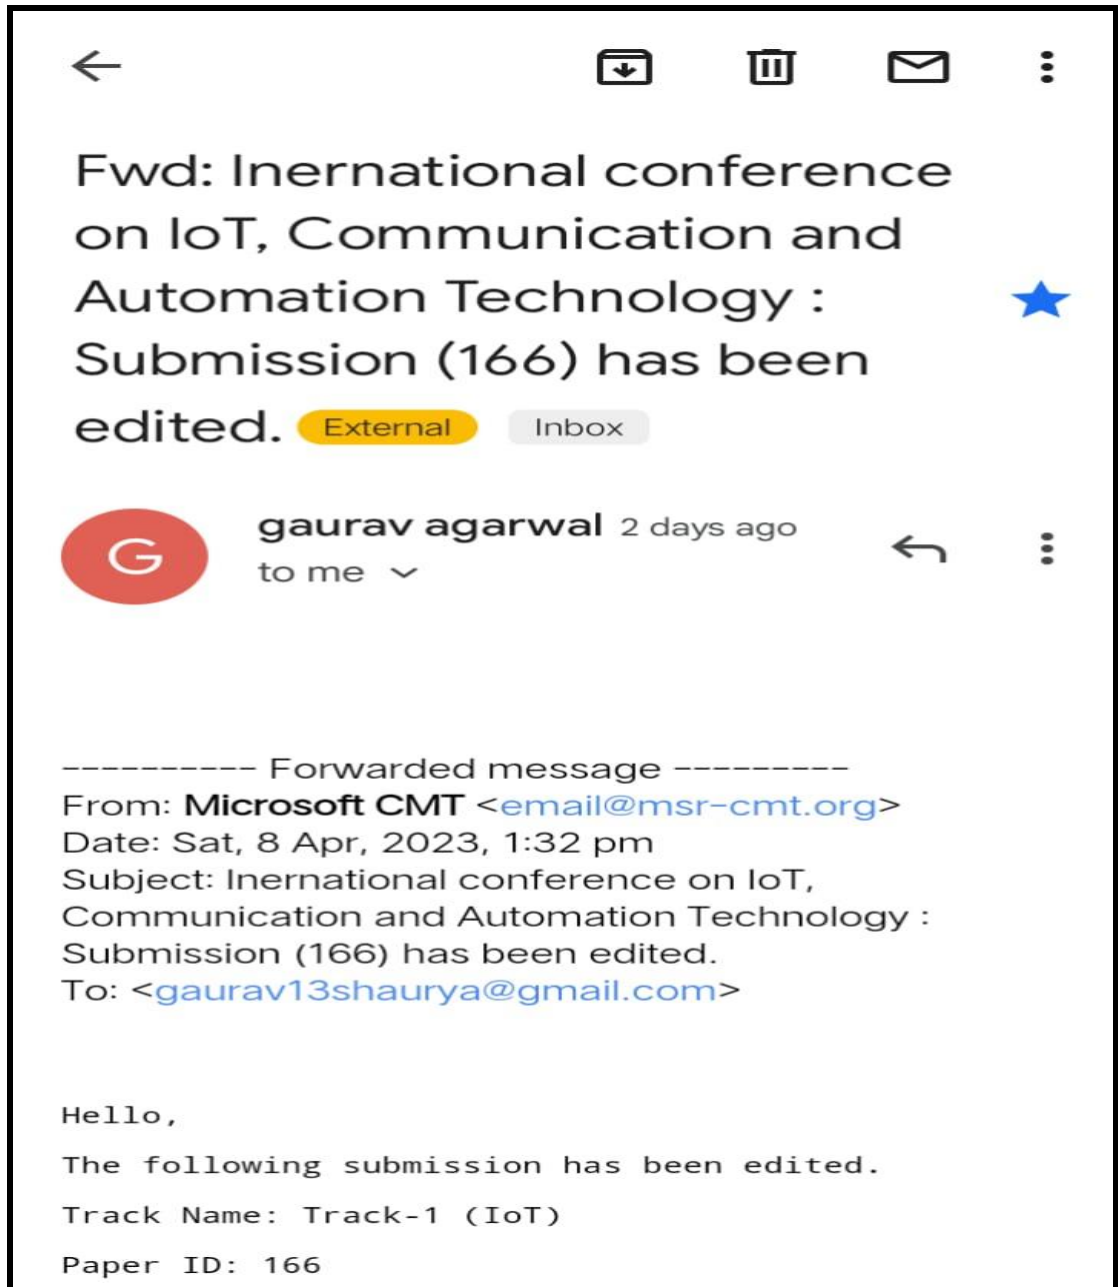 Fwd: Inernational conference
on IoT, Communication and
Automation Technology :
Submission (166) has been
edited. External Inbox
G
gaurav agarwal 2 days ago
to me
---------- Forwarded message ---------
From: Microsoft CMT <email@msr-cmt.org>
Date: Sat, 8 Apr, 2023, 1:32 pm
Subject: Inernational conference on IoT,
Communication and Automation Technology :
Submission (166) has been edited.
To: <gaurav13shaurya@gmail.com>
Hello,
The following submission has been edited.
Track Name: Track-1 (IoT)
Paper ID: 166